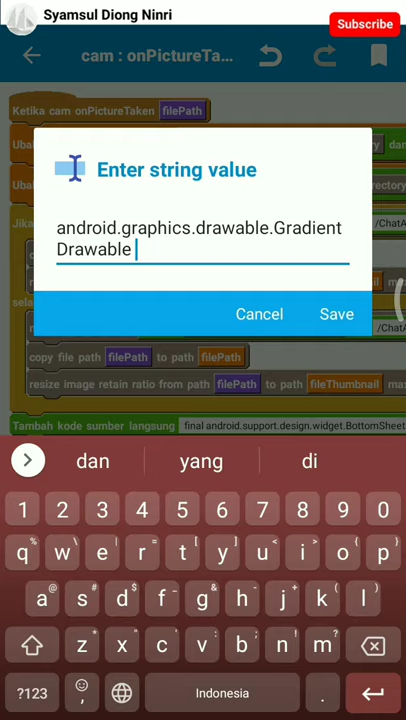 Syamsul Diong Ninri
Subscribe
cam : onPictureTa...
Ketika cam onPictureTaken filePath
Enter string value
android.graphics.drawable.Gradient
Drawable
Cancel Save
copy file path filePath to path filePath
resize image retain ratio from path filePath to path fileThumbnail
Tambah kode sumber langsung final android.support.design.widget.BottomSheet
dan yang di
1 2 3 4 5 6 7 8 9 0
q w e r t y u i o p
a s d f g h j k l
z x c v b n m
?123 , Indonesia .